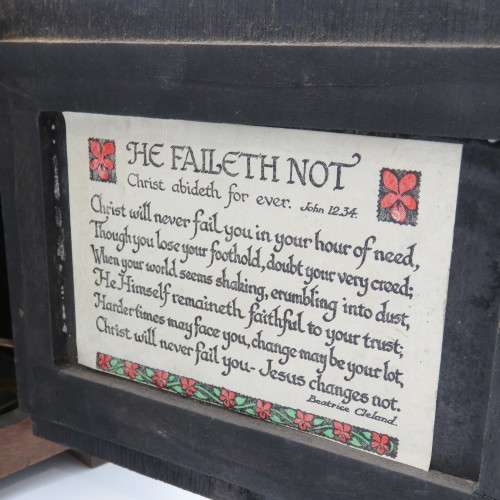 HE FAILETH NOT
Christ abideth for ever. John 12.34.
Christ will never fail you in your hour of need,
Though you lose your foothold, doubt your very creed;
When your world seems shaking, crumbling into dust,
He Himself remaineth faithful to your trust;
Harder times may face you, change may be your lot,
Christ will never fail you- Jesus changes not.
Beatrice Cleland.